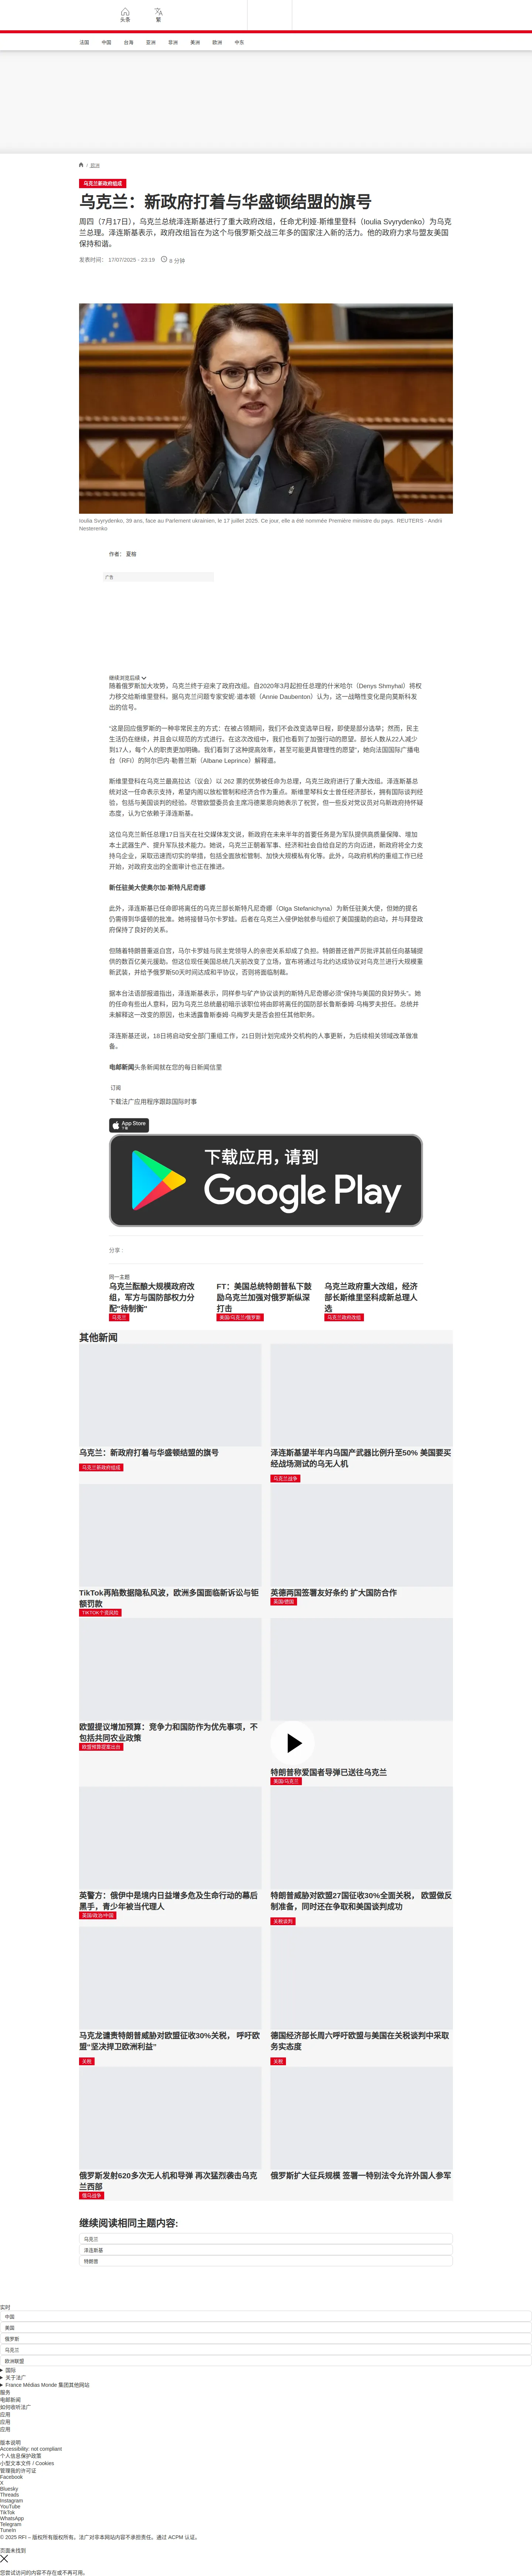 头条
繁
法国 中国 台海 亚洲 非洲 美洲 欧洲 中东
/ 欧洲
乌克兰新政府组成
乌克兰：新政府打着与华盛顿结盟的旗号
周四（7月17日），乌克兰总统泽连斯基进行了重大政府改组，任命尤利娅·斯维里登科（Ioulia Svyrydenko）为乌克
兰总理。泽连斯基表示，政府改组旨在为这个与俄罗斯交战三年多的国家注入新的活力。他的政府力求与盟友美国
保持和谐。
发表时间： 17/07/2025 - 23:19 8 分钟
Ioulia Svyrydenko, 39 ans, face au Parlement ukrainien, le 17 juillet 2025. Ce jour, elle a été nommée Première ministre du pays. REUTERS - Andrii
Nesterenko
作者： 夏榕
广告
继续浏览后续
随着俄罗斯加大攻势，乌克兰终于迎来了政府改组。自2020年3月起担任总理的什米哈尔（Denys Shmyhal）将权
力移交给斯维里登科。据乌克兰问题专家安妮·道本顿（Annie Daubenton）认为，这一战略性变化是向莫斯科发
出的信号。
“这是回应俄罗斯的一种非常民主的方式：在被占领期间，我们不会改变选举日程，即使是部分选举；然而，民主
生活仍在继续，并且会以规范的方式进行。在这次改组中，我们也看到了加强行动的愿望。部长人数从22人减少
到17人，每个人的职责更加明确。我们看到了这种提高效率，甚至可能更具管理性的愿望”，她向法国国际广播电
台（RFI）的阿尔巴内·勒普兰斯（Albane Leprince）解释道。
斯维里登科在乌克兰最高拉达（议会）以 262 票的优势被任命为总理，乌克兰政府进行了重大改组。泽连斯基总
统对这一任命表示支持，希望内阁以放松管制和经济合作为重点。斯维里琴科女士曾任经济部长，拥有国际谈判经
验，包括与美国谈判的经验。尽管欧盟委员会主席冯德莱恩向她表示了祝贺，但一些反对党议员对乌新政府持怀疑
态度，认为它依赖于泽连斯基。
这位乌克兰新任总理17日当天在社交媒体发文说，新政府在未来半年的首要任务是为军队提供高质量保障、增加
本土武器生产、提升军队技术能力。她说，乌克兰正朝着军事、经济和社会自给自足的方向迈进，新政府将全力支
持乌企业，采取迅速而切实的举措，包括全面放松管制、加快大规模私有化等。此外，乌政府机构的重组工作已经
开始，对政府支出的全面审计也正在推进。
新任驻美大使奥尔加·斯特凡尼奇娜
此外，泽连斯基已任命即将离任的乌克兰部长斯特凡尼奇娜（Olga Stefanichyna）为新任驻美大使，但她的提名
仍需得到华盛顿的批准。她将接替马尔卡罗娃。后者在乌克兰入侵伊始就参与组织了美国援助的启动，并与拜登政
府保持了良好的关系。
但随着特朗普重返白宫，马尔卡罗娃与民主党领导人的亲密关系却成了负担。特朗普还曾严厉批评其前任向基辅提
供的数百亿美元援助。但这位现任美国总统几天前改变了立场，宣布将通过与北约达成协议对乌克兰进行大规模重
新武装，并给予俄罗斯50天时间达成和平协议，否则将面临制裁。
据本台法语部报道指出，泽连斯基表示，同样参与矿产协议谈判的斯特凡尼奇娜必须“保持与美国的良好势头”。她
的任命有些出人意料，因为乌克兰总统最初暗示该职位将由即将离任的国防部长鲁斯泰姆·乌梅罗夫担任。总统并
未解释这一改变的原因，也未透露鲁斯泰姆·乌梅罗夫是否会担任其他职务。
泽连斯基还说，18日将启动安全部门重组工作，21日则计划完成外交机构的人事更新，为后续相关领域改革做准
备。
电邮新闻头条新闻就在您的每日新闻信里
订阅
下载法广应用程序跟踪国际时事
App Store
下载
下载应用，请到
Google Play
分享 :
同一主题
乌克兰酝酿大规模政府改
组，军方与国防部权力分
配"待制衡"
乌克兰
FT：美国总统特朗普私下鼓
励乌克兰加强对俄罗斯纵深
打击
美国/乌克兰/俄罗斯
乌克兰政府重大改组，经济
部长斯维里坚科成新总理人
选
乌克兰政府改组
其他新闻
乌克兰：新政府打着与华盛顿结盟的旗号
乌克兰新政府组成
泽连斯基望半年内乌国产武器比例升至50% 美国要买
经战场测试的乌无人机
乌克兰战争
TikTok再陷数据隐私风波，欧洲多国面临新诉讼与钜
额罚款
TIKTOK个资风险
英德两国签署友好条约 扩大国防合作
英国/德国
欧盟提议增加预算：竞争力和国防作为优先事项，不
包括共同农业政策
欧盟预算提案出台
特朗普称爱国者导弹已送往乌克兰
美国/乌克兰
英警方：俄伊中是境内日益增多危及生命行动的幕后
黑手，青少年被当代理人
英国/政治/中国
特朗普威胁对欧盟27国征收30%全面关税， 欧盟做反
制准备，同时还在争取和美国谈判成功
关税谈判
马克龙谴责特朗普威胁对欧盟征收30%关税， 呼吁欧
盟“坚决捍卫欧洲利益”
关税
德国经济部长周六呼吁欧盟与美国在关税谈判中采取
务实态度
关税
俄罗斯发射620多次无人机和导弹 再次猛烈袭击乌克
兰西部
俄乌战争
俄罗斯扩大征兵规模 签署一特别法令允许外国人参军
继续阅读相同主题内容:
乌克兰
泽连斯基
特朗普
实时
中国
美国
俄罗斯
乌克兰
欧洲联盟
国际
关于法广
France Médias Monde 集团其他网站
服务
电邮新闻
如何收听法广
应用
应用
应用
版本说明
Accessibility: not compliant
个人信息保护政策
小型文本文件 / Cookies
管理我的许可证
Facebook
X
Bluesky
Threads
Instagram
YouTube
TikTok
WhatsApp
Telegram
TuneIn
© 2025 RFI – 版权所有版权所有。法广对非本网站内容不承担责任。通过 ACPM 认证。
页面未找到
您尝试访问的内容不存在或不再可用。